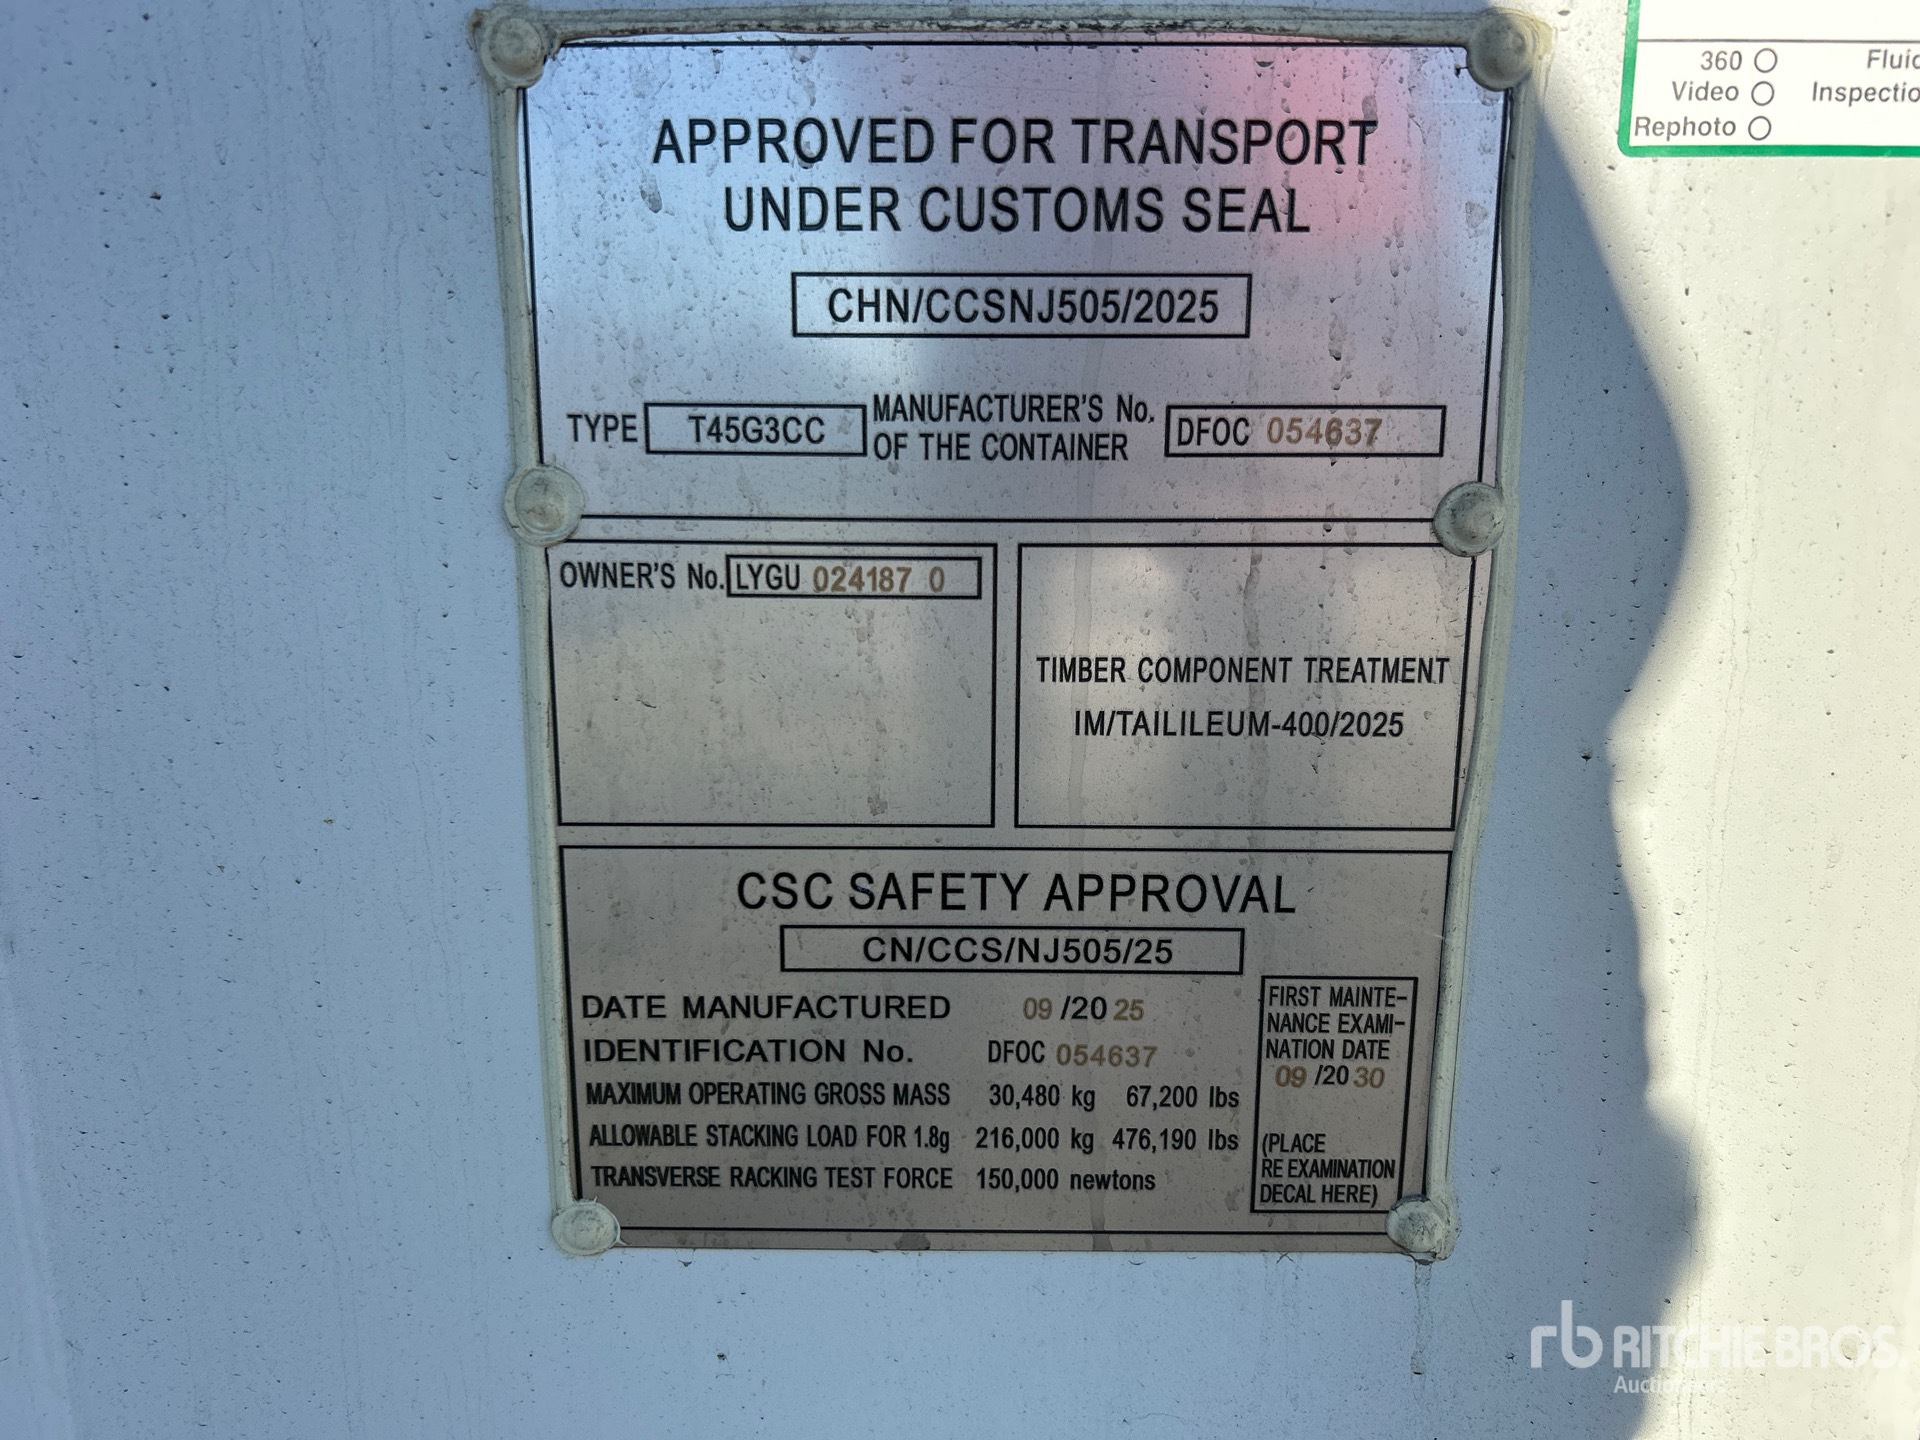 APPROVED FOR TRANSPORT
UNDER CUSTOMS SEAL
CHN/CCSNJ505/2025
TYPE T45G3CC MANUFACTURER'S No. OF THE CONTAINER DFOC 054637
OWNER'S No. LYGU 024187 0
TIMBER COMPONENT TREATMENT
IM/TAILILEUM-400/2025
CSC SAFETY APPROVAL
CN/CCS/NJ505/25
DATE MANUFACTURED 09 /20 25
IDENTIFICATION No. DFOC 054637
MAXIMUM OPERATING GROSS MASS 30,480 kg 67,200 lbs
ALLOWABLE STACKING LOAD FOR 1.8g 216,000 kg 476,190 lbs
TRANSVERSE RACKING TEST FORCE 150,000 newtons
FIRST MAINTE-
NANCE EXAMI-
NATION DATE
09 /20 30
(PLACE
RE EXAMINATION
DECAL HERE)
360 Fluid
Video Inspectio
Rephoto
rb RITCHIE BROS.
Auctioneers